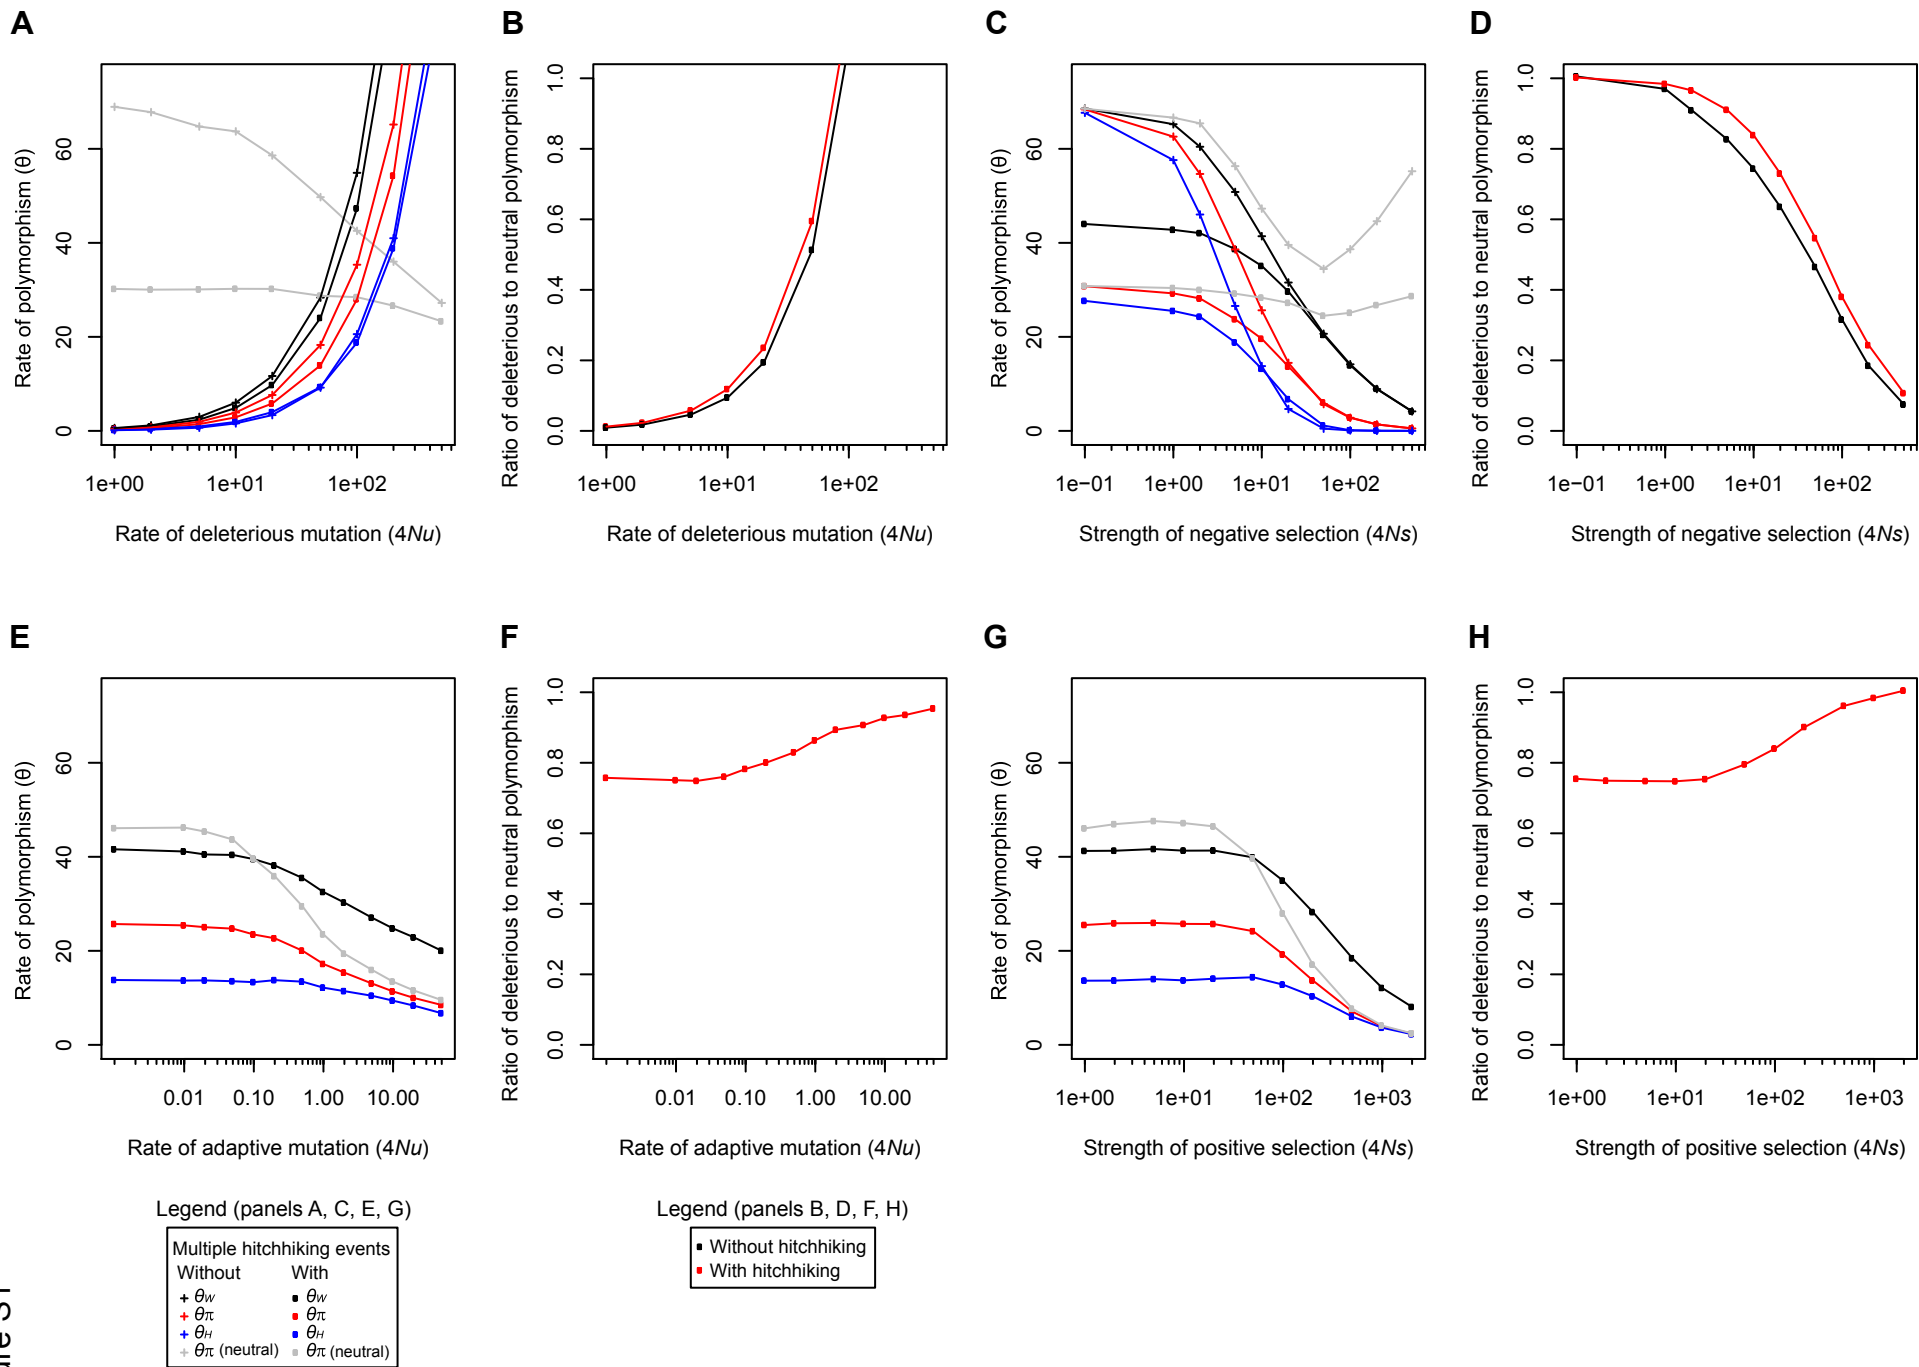 A
B
C
D
Rate of polymorphism (θ)
0
20
40
60
1e+00
1e+01
1e+02
Rate of deleterious mutation (4Nu)
Ratio of deleterious to neutral polymorphism
0.0
0.2
0.4
0.6
0.8
1.0
1e+00
1e+01
1e+02
Rate of deleterious mutation (4Nu)
Rate of polymorphism (θ)
0
20
40
60
1e−01
1e+00
1e+01
1e+02
Strength of negative selection (4Ns)
Ratio of deleterious to neutral polymorphism
0.0
0.2
0.4
0.6
0.8
1.0
1e−01
1e+00
1e+01
1e+02
Strength of negative selection (4Ns)
E
F
G
H
Rate of polymorphism (θ)
0
20
40
60
0.01
0.10
1.00
10.00
Rate of adaptive mutation (4Nu)
Ratio of deleterious to neutral polymorphism
0.0
0.2
0.4
0.6
0.8
1.0
0.01
0.10
1.00
10.00
Rate of adaptive mutation (4Nu)
Rate of polymorphism (θ)
0
20
40
60
1e+00
1e+01
1e+02
1e+03
Strength of positive selection (4Ns)
Ratio of deleterious to neutral polymorphism
0.0
0.2
0.4
0.6
0.8
1.0
1e+00
1e+01
1e+02
1e+03
Strength of positive selection (4Ns)
Legend (panels A, C, E, G)
Multiple hitchhiking events
Without With
θW θW
θπ θπ
θH θH
θπ (neutral) θπ (neutral)
Legend (panels B, D, F, H)
Without hitchhiking
With hitchhiking